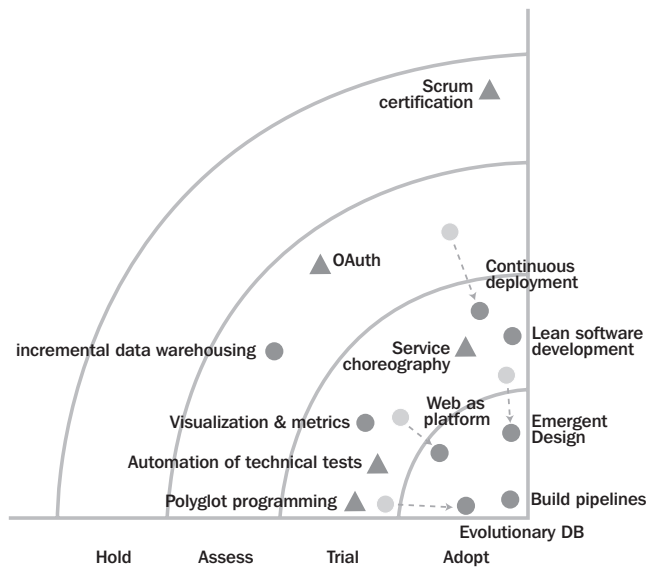 Scrum
certification
OAuth
Continuous
deployment
incremental data warehousing
Service
choreography
Lean software
development
Web as
platform
Visualization & metrics
Emergent
Design
Automation of technical tests
Polyglot programming
Build pipelines
Evolutionary DB
Hold
Assess
Trial
Adopt